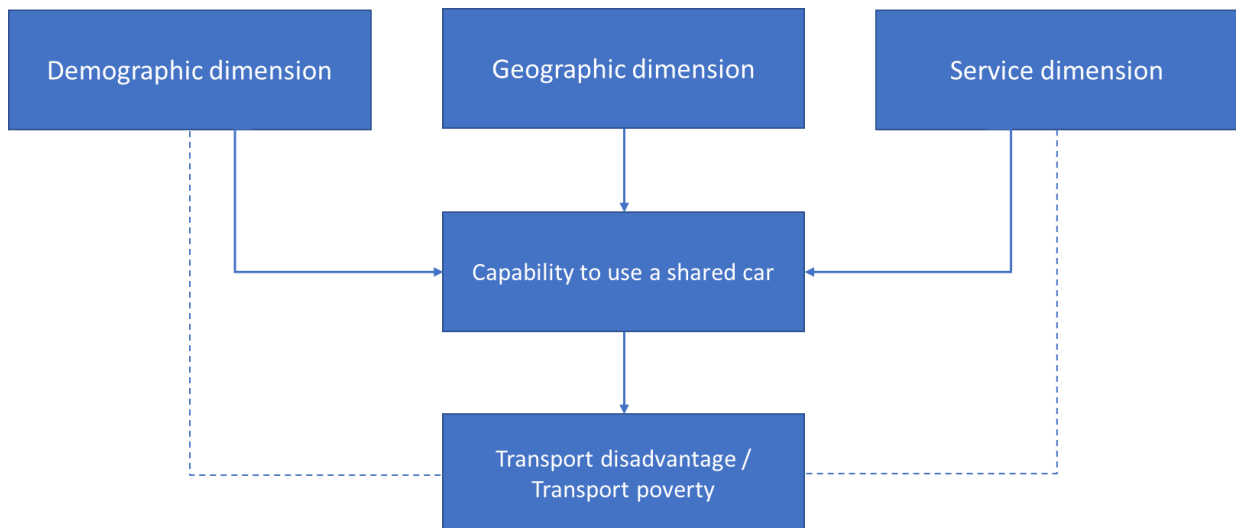 Demographic dimension
Geographic dimension
Service dimension
Capability to use a shared car
Transport disadvantage /
Transport poverty